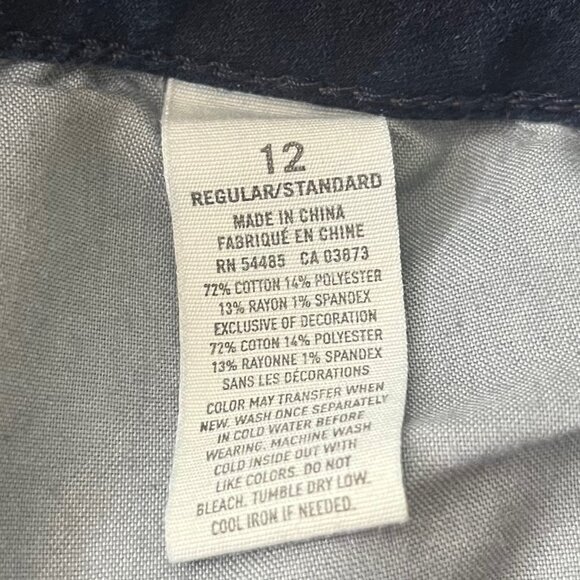 12
REGULAR/STANDARD
MADE IN CHINA
FABRIQUÉ EN CHINE
RN 54485 CA 03673
72% COTTON 14% POLYESTER
13% RAYON 1% SPANDEX
EXCLUSIVE OF DECORATION
72% COTON 14% POLYESTER
13% RAYONNE 1% SPANDEX
SANS LES DÉCORATIONS
COLOR MAY TRANSFER WHEN
NEW. WASH ONCE SEPARATELY
IN COLD WATER BEFORE
WEARING. MACHINE WASH
COLD INSIDE OUT WITH
LIKE COLORS. DO NOT
BLEACH. TUMBLE DRY LOW.
COOL IRON IF NEEDED.